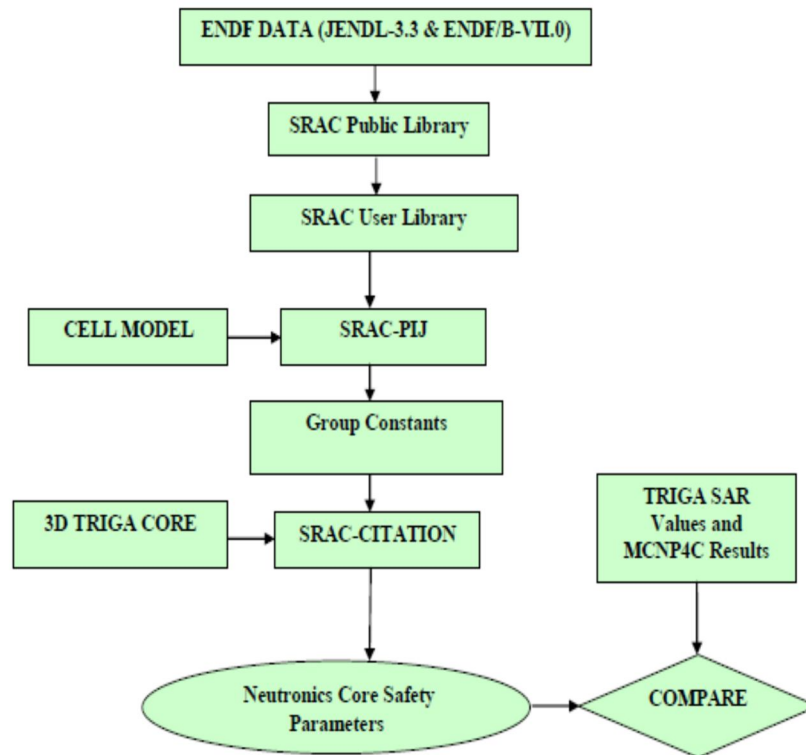 ENDF DATA (JENDL-3.3 & ENDF/B-VII.0)
SRAC Public Library
SRAC User Library
CELL MODEL
SRAC-PIJ
Group Constants
3D TRIGA CORE
SRAC-CITATION
TRIGA SAR
Values and
MCNP4C Results
Neutronics Core Safety
Parameters
COMPARE